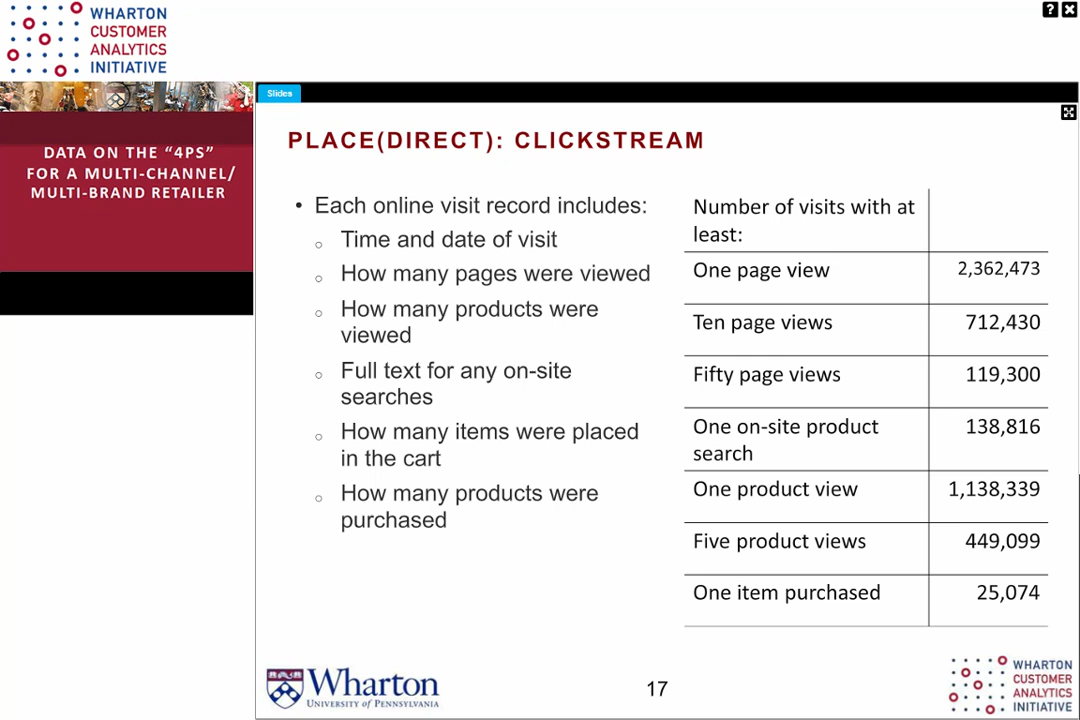 WHARTON
CUSTOMER
ANALYTICS
INITIATIVE
? ×
Slides
DATA ON THE “4PS”
FOR A MULTI-CHANNEL/
MULTI-BRAND RETAILER
PLACE(DIRECT): CLICKSTREAM
• Each online visit record includes:
○ Time and date of visit
○ How many pages were viewed
○ How many products were
viewed
○ Full text for any on-site
searches
○ How many items were placed
in the cart
○ How many products were
purchased
Number of visits with at
least:
One page view 2,362,473
Ten page views 712,430
Fifty page views 119,300
One on-site product 138,816
search
One product view 1,138,339
Five product views 449,099
One item purchased 25,074
Wharton
UNIVERSITY OF PENNSYLVANIA
17
WHARTON
CUSTOMER
ANALYTICS
INITIATIVE